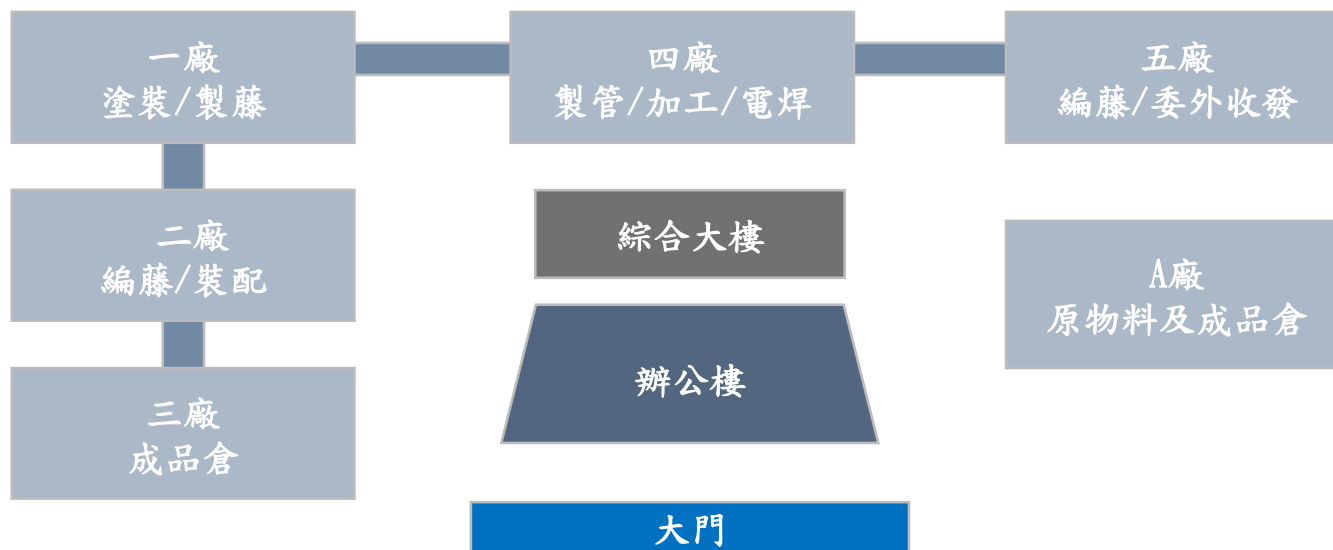 一廠
塗裝/製藤
四廠
製管/加工/電焊
五廠
編藤/委外收發
二廠
編藤/裝配
綜合大樓
A廠
原物料及成品倉
辦公樓
三廠
成品倉
大門